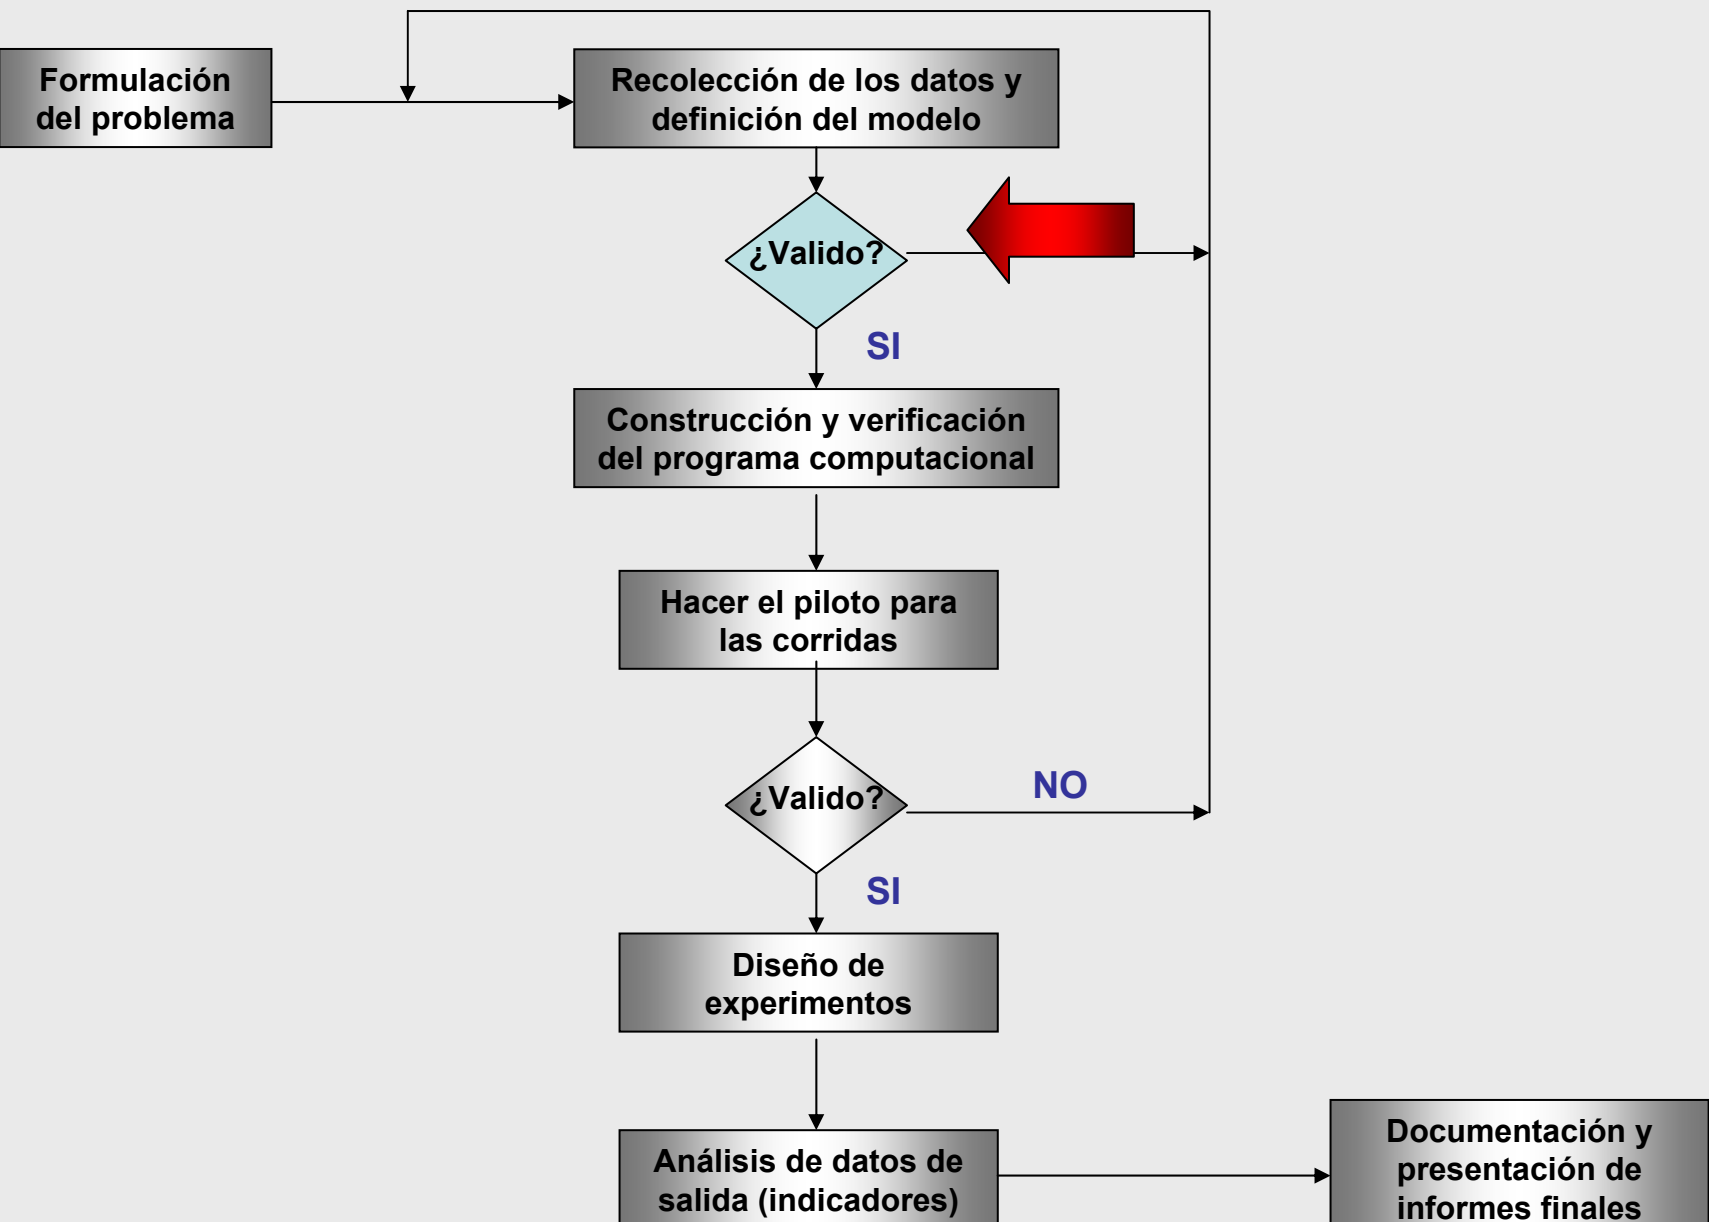 Formulación
del problema
Recolección de los datos y
definición del modelo
¿Valido?
SI
Construcción y verificación
del programa computacional
Hacer el piloto para
las corridas
¿Valido?
NO
SI
Diseño de
experimentos
Análisis de datos de
salida (indicadores)
Documentación y
presentación de
informes finales